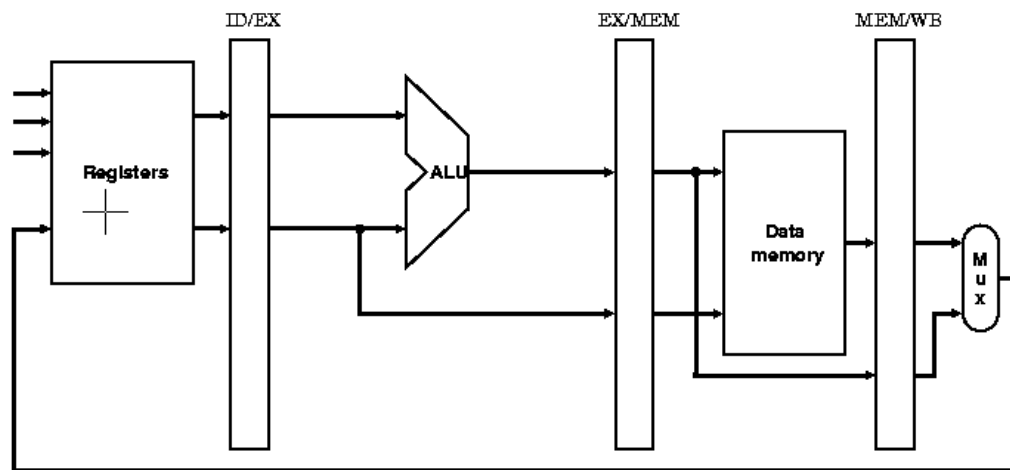 ID/EX
EX/MEM
MEM/WB
Registers
ALU
Data
memory
M
u
x